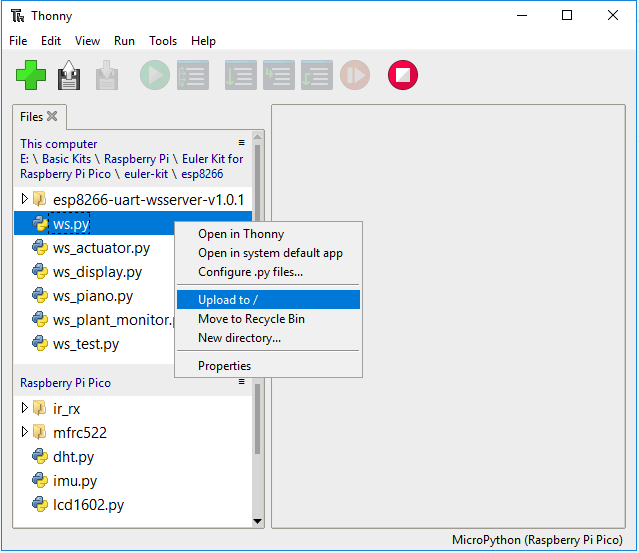 Thonny
File Edit View Run Tools Help
Files
This computer
E: \ Basic Kits \ Raspberry Pi \ Euler Kit for
Raspberry Pi Pico \ euler-kit \ esp8266
esp8266-uart-wsserver-v1.0.1
ws.py
ws_actuator.py
ws_display.py
ws_piano.py
ws_plant_monitor.p
ws_test.py
Open in Thonny
Open in system default app
Configure .py files...
Upload to /
Move to Recycle Bin
New directory...
Properties
Raspberry Pi Pico
ir_rx
mfrc522
dht.py
imu.py
lcd1602.py
MicroPython (Raspberry Pi Pico)